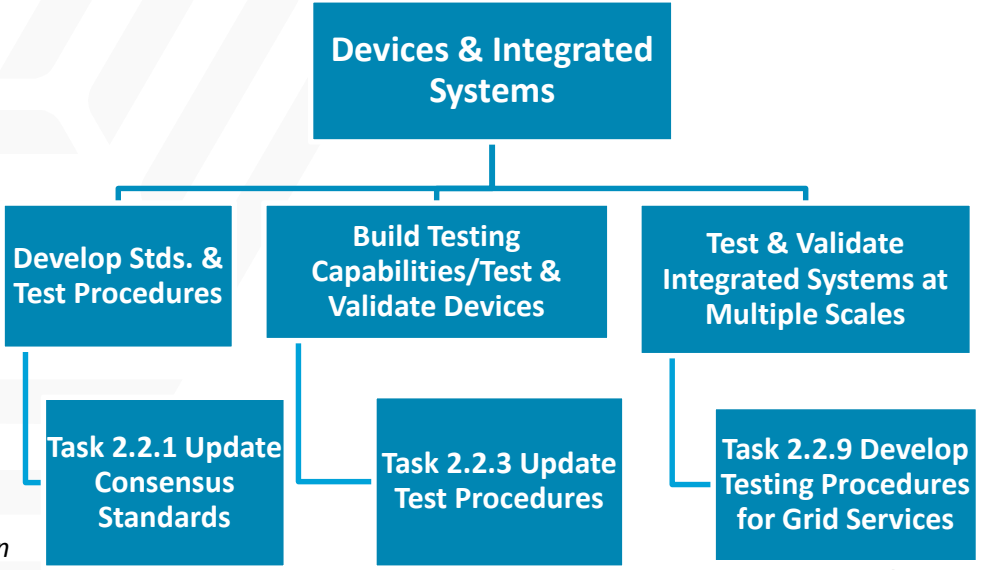 Devices & Integrated
Systems
Develop Stds. &
Test Procedures
Build Testing
Capabilities/Test &
Validate Devices
Test & Validate
Integrated Systems at
Multiple Scales
Task 2.2.1 Update
Consensus
Standards
Task 2.2.3 Update
Test Procedures
Task 2.2.9 Develop
Testing Procedures
for Grid Services